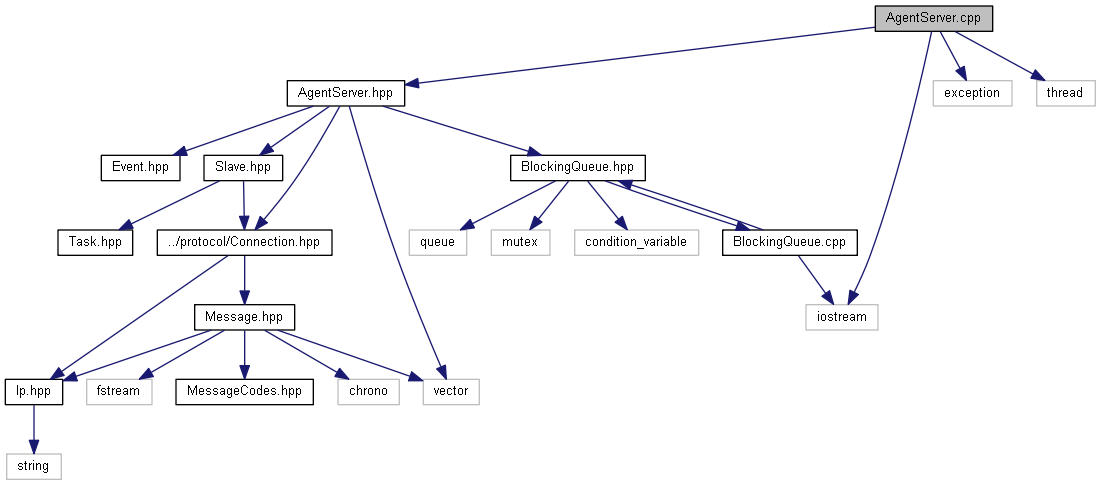 AgentServer.cpp
AgentServer.hpp
exception
thread
Event.hpp
Slave.hpp
BlockingQueue.hpp
Task.hpp
../protocol/Connection.hpp
queue
mutex
condition_variable
BlockingQueue.cpp
Message.hpp
iostream
Ip.hpp
fstream
MessageCodes.hpp
chrono
vector
string